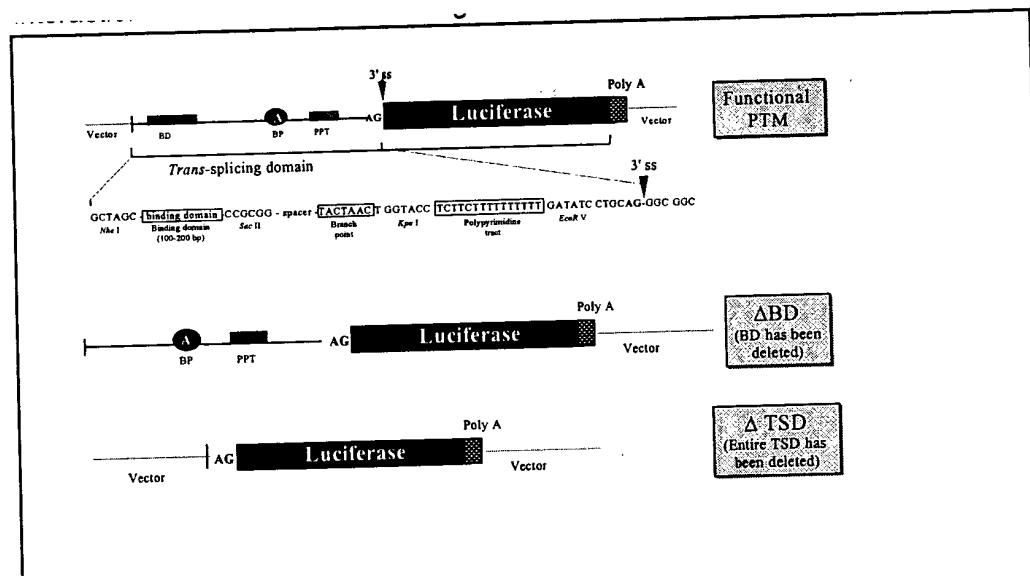 3' ss
Poly A
AG Luciferase
Vector BD A BP PPT Vector
Functional
PTM
Trans-splicing domain
3' ss
GCTAGC - binding domain CCGCGG - spacer - TACTAAC T GGTACC TCTTCTTTTTTTTT GATATC CTGCAG-GGC GGC
Nhe I Binding domain Sac II Branch Kpn I Polypyrimidine EcoR V
(100-200 bp) point tract
Poly A
A AG Luciferase
BP PPT Vector
ΔBD
(BD has been
deleted)
Poly A
AG Luciferase
Vector Vector
Δ TSD
(Entire TSD has
been deleted)